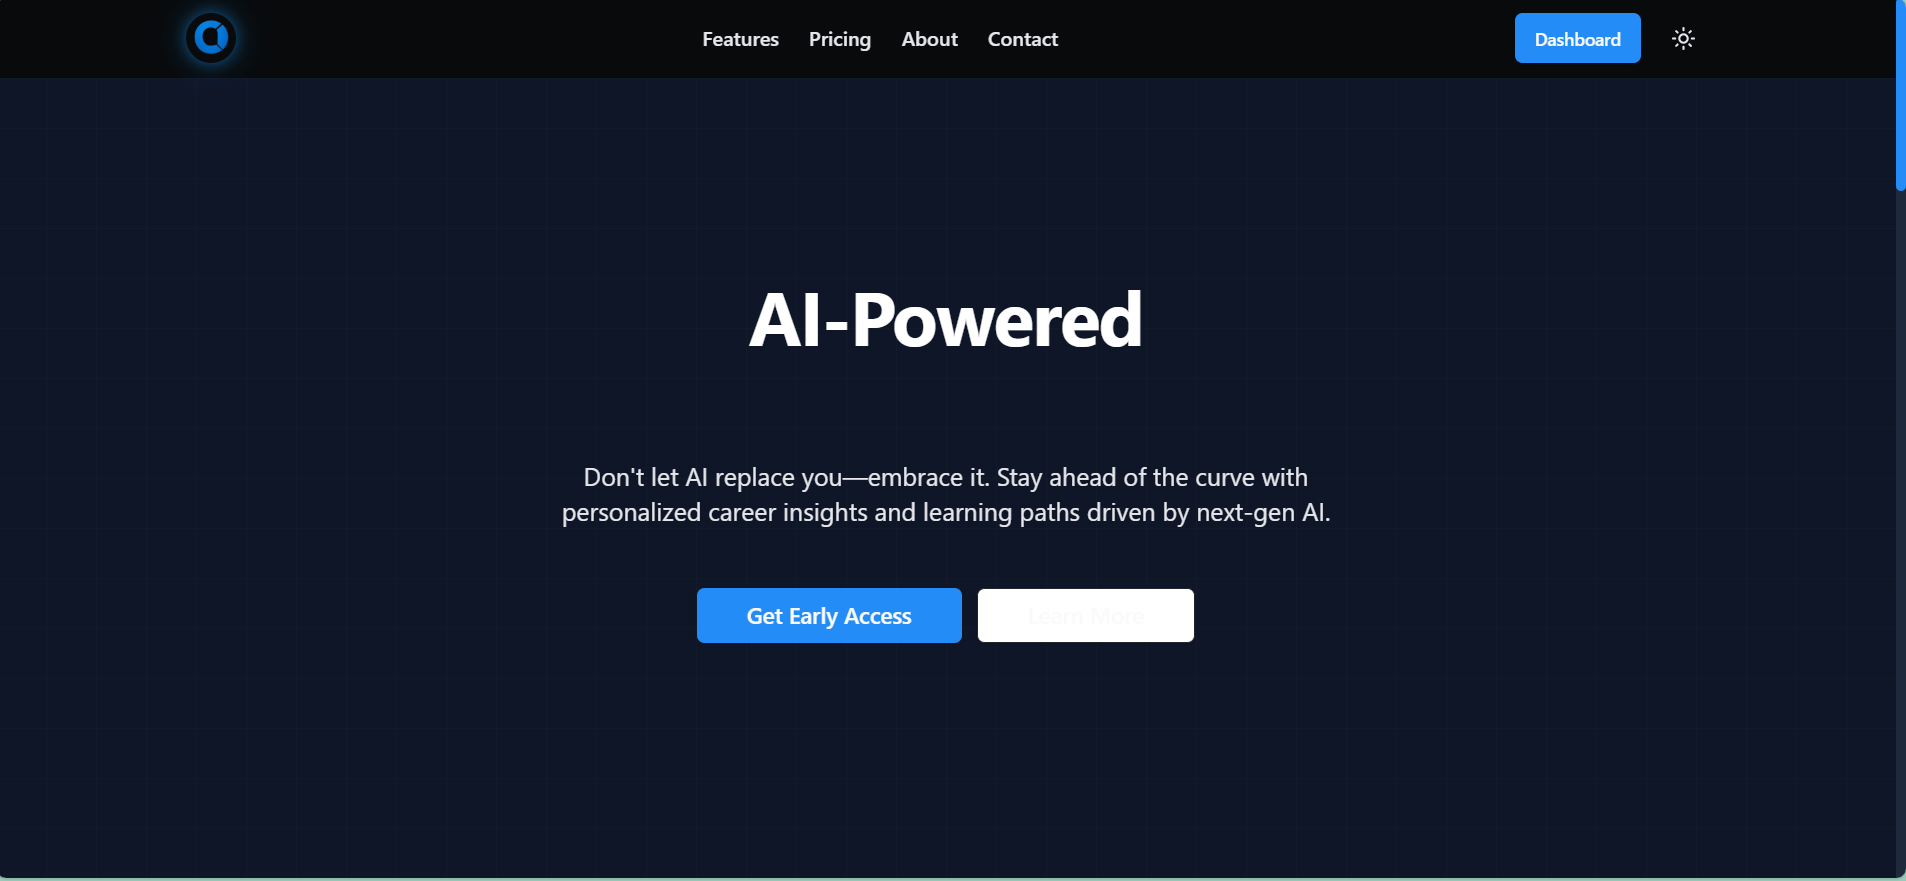 Features Pricing About Contact Dashboard
AI-Powered
Don't let AI replace you—embrace it. Stay ahead of the curve with
personalized career insights and learning paths driven by next-gen AI.
Get Early Access Learn More